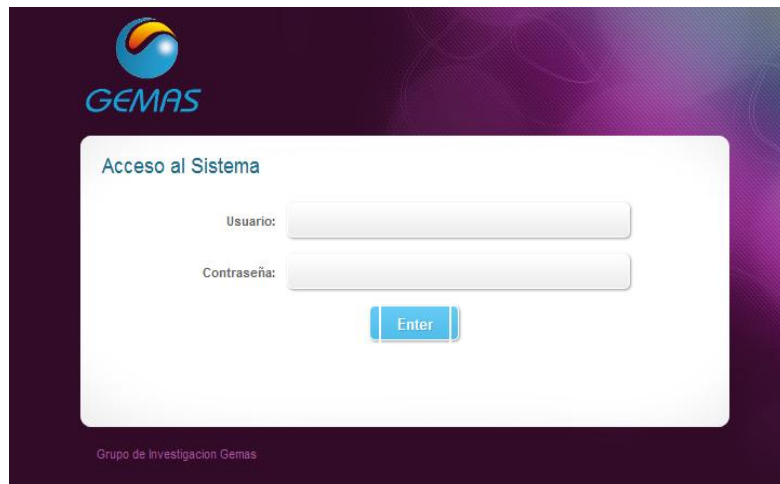 GEMAS
Acceso al Sistema
Usuario:
Contraseña:
Enter
Grupo de Investigacion Gemas